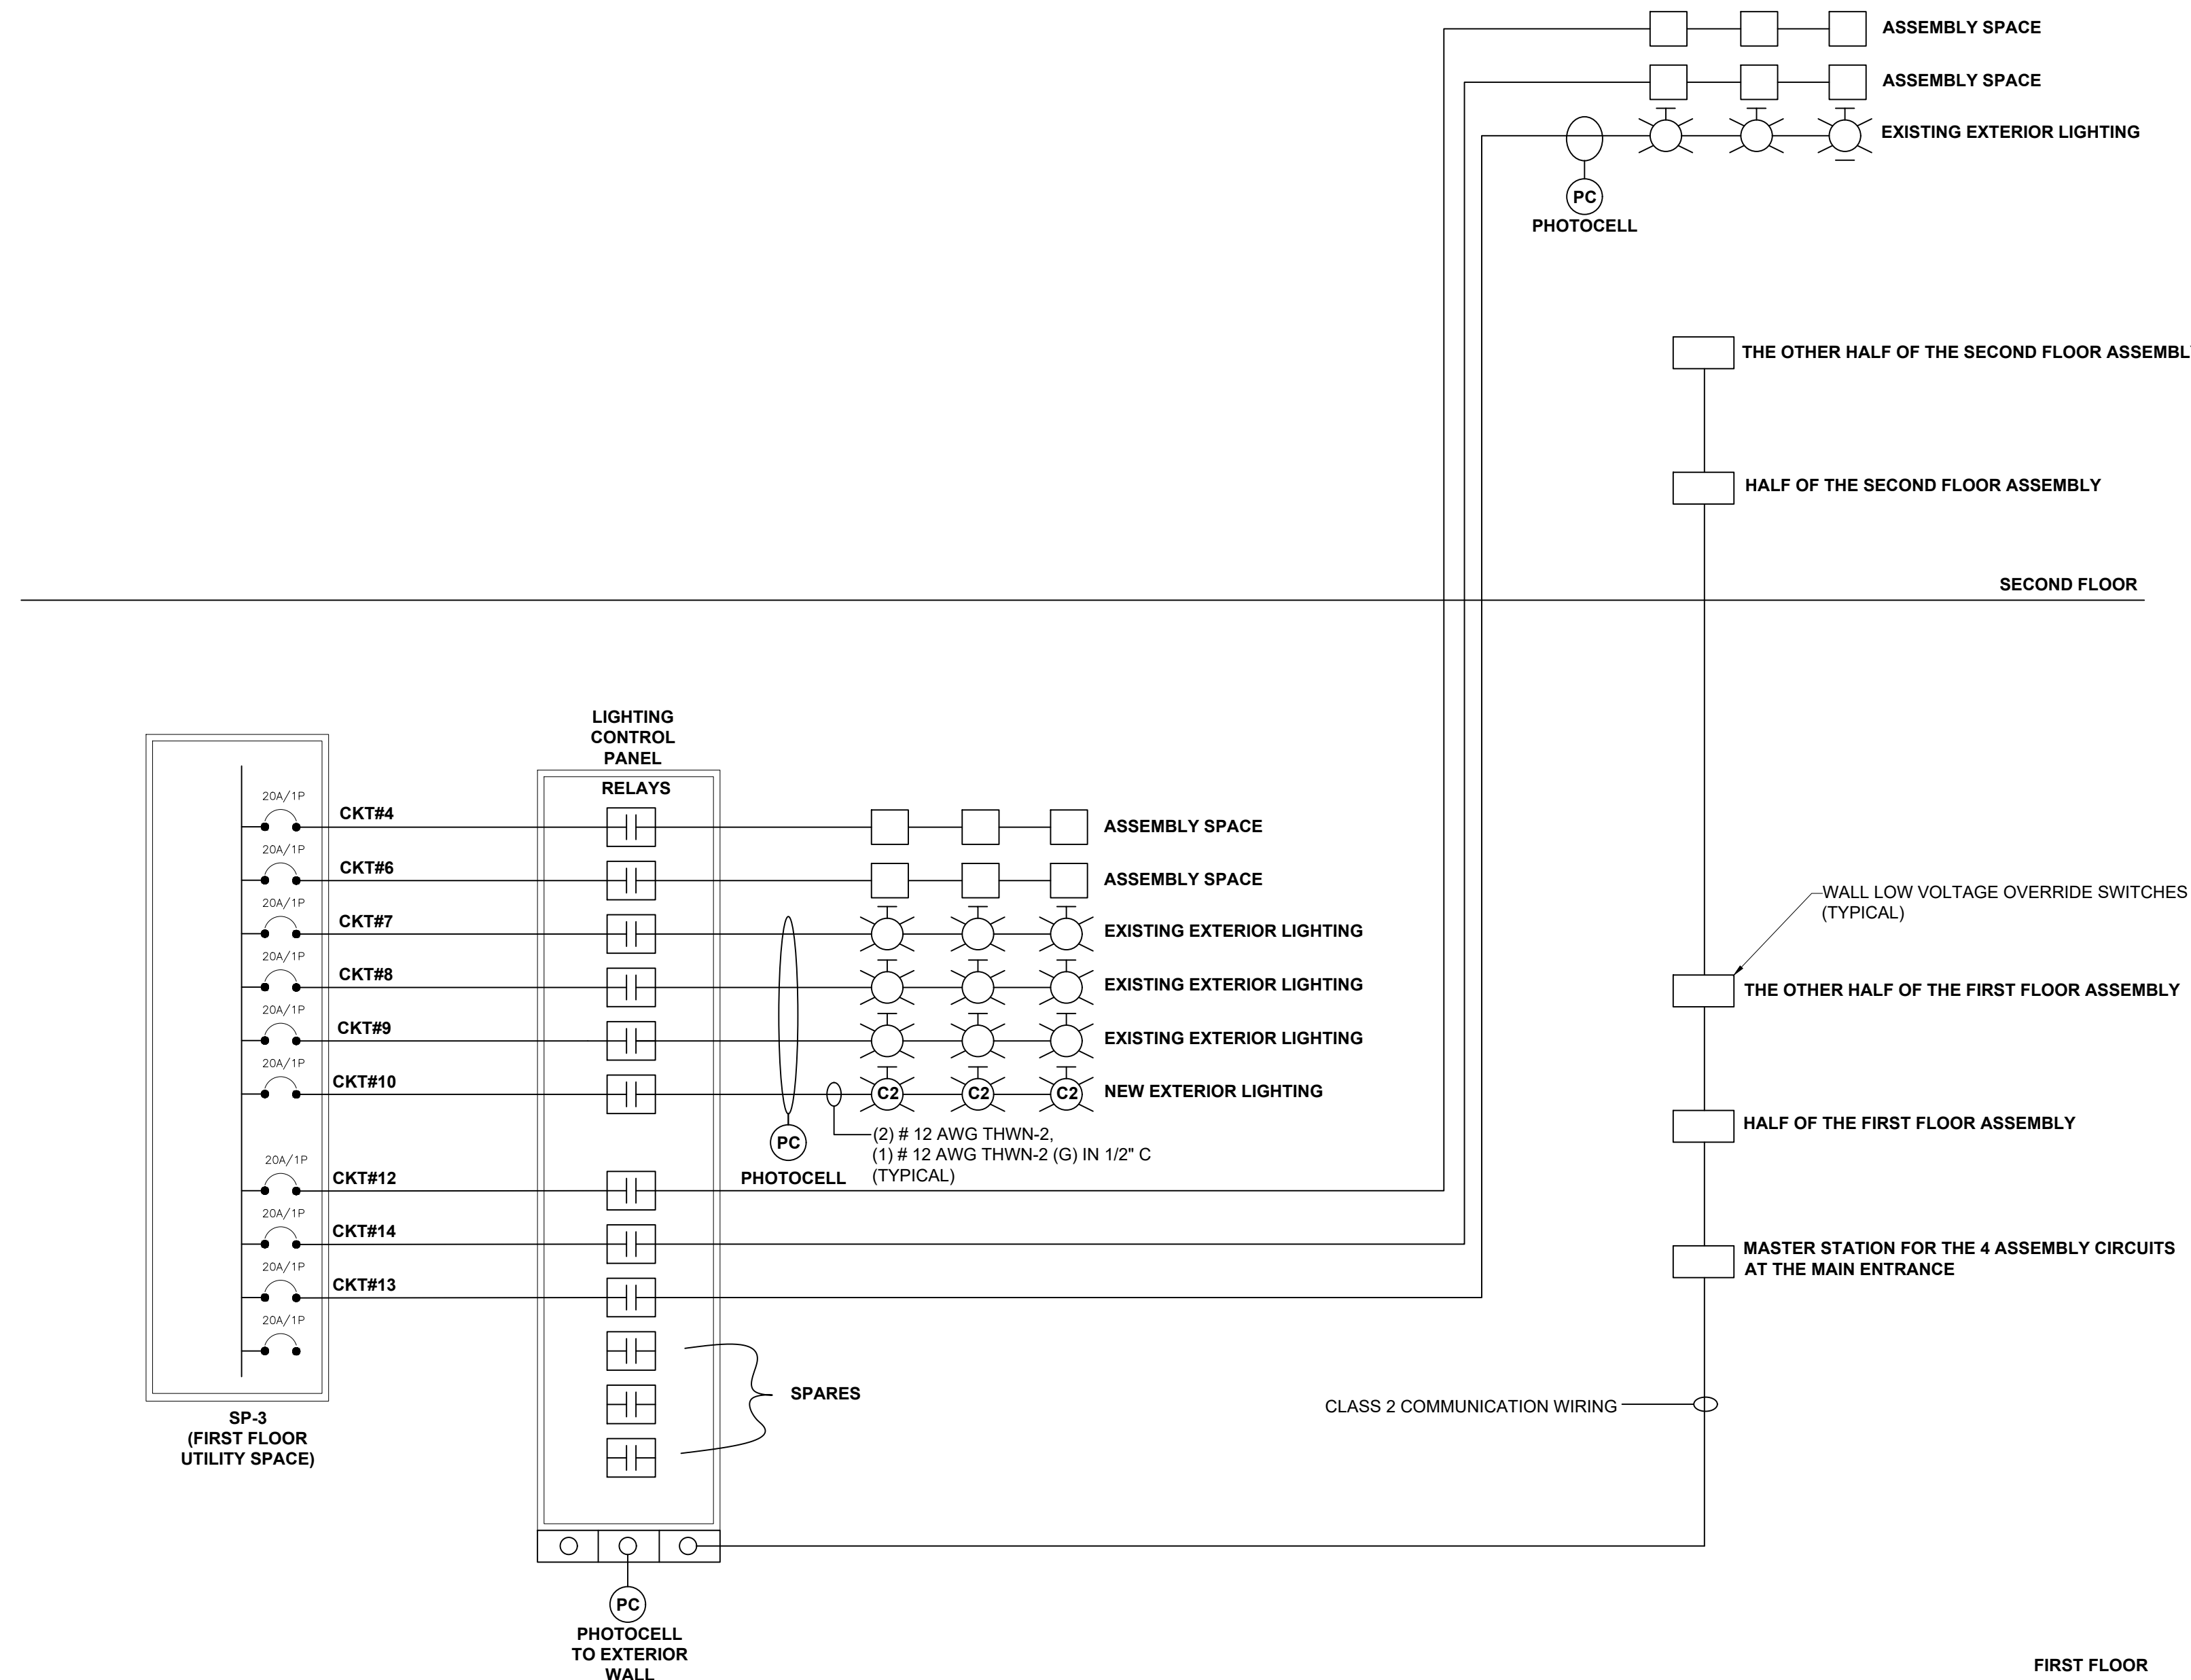 ASSEMBLY SPACE
ASSEMBLY SPACE
EXISTING EXTERIOR LIGHTING
PC
PHOTOCELL
THE OTHER HALF OF THE SECOND FLOOR ASSEMBLY
HALF OF THE SECOND FLOOR ASSEMBLY
SECOND FLOOR
LIGHTING
CONTROL
PANEL
RELAYS
20A/1P
CKT#4
ASSEMBLY SPACE
20A/1P
CKT#6
ASSEMBLY SPACE
20A/1P
CKT#7
EXISTING EXTERIOR LIGHTING
20A/1P
CKT#8
EXISTING EXTERIOR LIGHTING
20A/1P
CKT#9
EXISTING EXTERIOR LIGHTING
20A/1P
CKT#10
C2 C2 C2
NEW EXTERIOR LIGHTING
PC
PHOTOCELL
(2) # 12 AWG THWN-2,
(1) # 12 AWG THWN-2 (G) IN 1/2" C
(TYPICAL)
20A/1P
CKT#12
20A/1P
CKT#14
20A/1P
CKT#13
20A/1P
SPARES
SP-3
(FIRST FLOOR
UTILITY SPACE)
PC
PHOTOCELL
TO EXTERIOR
WALL
WALL LOW VOLTAGE OVERRIDE SWITCHES
(TYPICAL)
THE OTHER HALF OF THE FIRST FLOOR ASSEMBLY
HALF OF THE FIRST FLOOR ASSEMBLY
MASTER STATION FOR THE 4 ASSEMBLY CIRCUITS
AT THE MAIN ENTRANCE
CLASS 2 COMMUNICATION WIRING
FIRST FLOOR